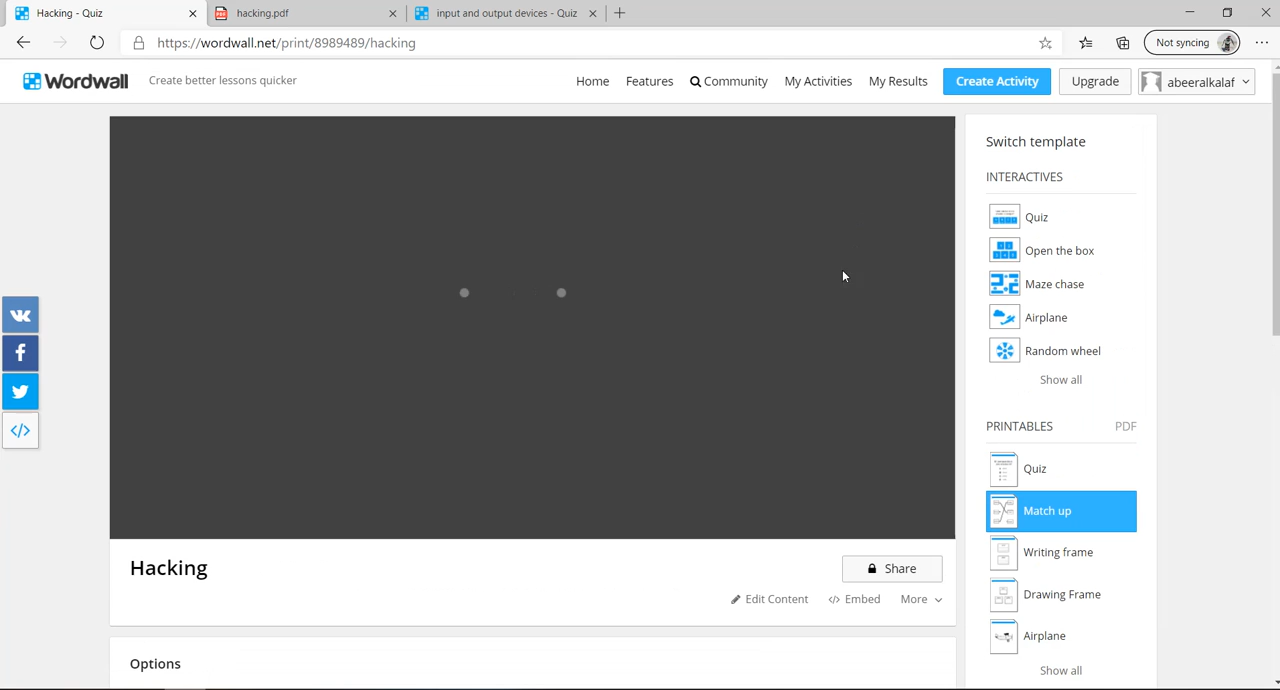 Hacking - Quiz
hacking.pdf
input and output devices - Quiz
https://wordwall.net/print/8989489/hacking
Not syncing
Wordwall
Create better lessons quicker
Home
Features
Community
My Activities
My Results
Create Activity
Upgrade
abeeralkalaf
Switch template
INTERACTIVES
Quiz
Open the box
Maze chase
Airplane
Random wheel
Show all
PRINTABLES PDF
Quiz
Match up
Writing frame
Drawing Frame
Airplane
Show all
Hacking
Share
Edit Content
Embed
More
Options